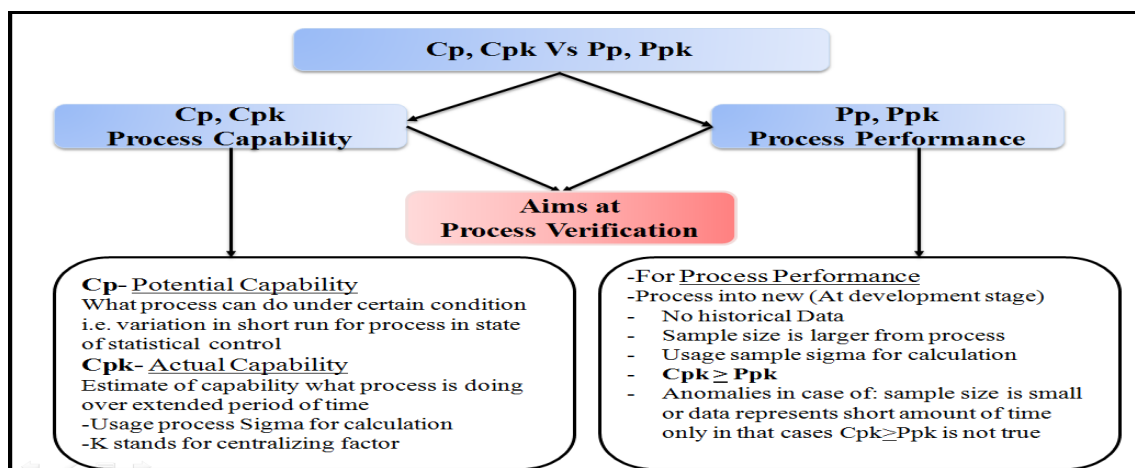 Cp, Cpk Vs Pp, Ppk
Cp, Cpk
Process Capability
Pp, Ppk
Process Performance
Aims at
Process Verification
Cp- Potential Capability
What process can do under certain condition
i.e. variation in short run for process in state
of statistical control
Cpk- Actual Capability
Estimate of capability what process is doing
over extended period of time
-Usage process Sigma for calculation
-K stands for centralizing factor
-For Process Performance
-Process into new (At development stage)
- No historical Data
- Sample size is larger from process
- Usage sample sigma for calculation
- Cpk ≥ Ppk
- Anomalies in case of: sample size is small
or data represents short amount of time
only in that cases Cpk≥Ppk is not true